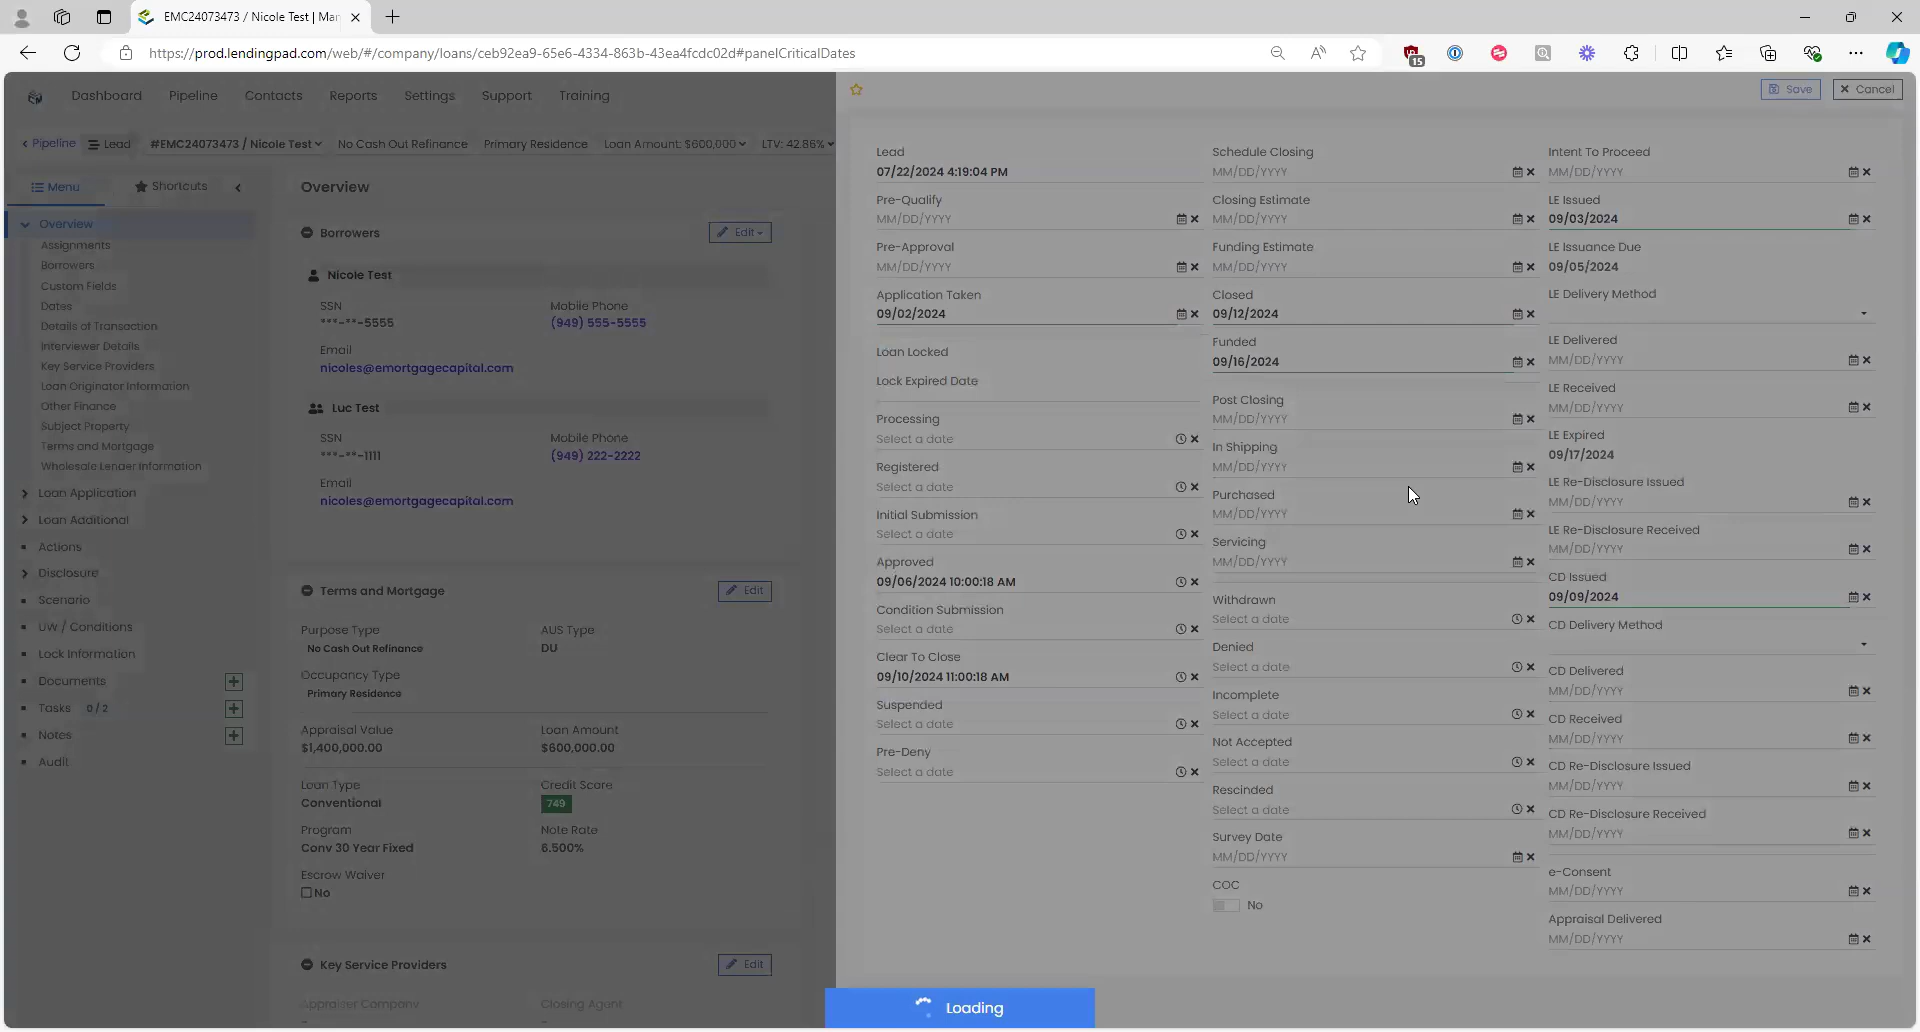 EMC24073473 / Nicole Test | Mar
https://prod.lendingpad.com/web/#/company/loans/ceb92ea9-65e6-4334-863b-43ea4fcdc02d#panelCriticalDates
15
Dashboard Pipeline Contacts Reports Settings Support Training
Save Cancel
Pipeline Lead #EMC24073473 / Nicole Test No Cash Out Refinance Primary Residence Loan Amount: $600,000 LTV: 42.86%
Menu Shortcuts
Overview
Assignments
Borrowers
Custom Fields
Dates
Details of Transaction
Interviewer Details
Key Service Providers
Loan Originator Information
Other Finance
Subject Property
Terms and Mortgage
Wholesale Lender Information
Loan Application
Loan Additional
Actions
Disclosure
Scenario
UW / Conditions
Lock Information
Documents
Tasks 0 / 2
Notes
Audit
Overview
Borrowers
Edit
Nicole Test
SSN Mobile Phone
***-**-5555 (949) 555-5555
Email
nicoles@emortgagecapital.com
Luc Test
SSN Mobile Phone
***-**-1111 (949) 222-2222
Email
nicoles@emortgagecapital.com
Terms and Mortgage
Edit
Purpose Type AUS Type
No Cash Out Refinance DU
Occupancy Type
Primary Residence
Appraisal Value Loan Amount
$1,400,000.00 $600,000.00
Loan Type Credit Score
Conventional 749
Program Note Rate
Conv 30 Year Fixed 6.500%
Escrow Waiver
No
Key Service Providers
Edit
Appraiser Company Closing Agent
Lead
07/22/2024 4:19:04 PM
Pre-Qualify
MM/DD/YYYY
Pre-Approval
MM/DD/YYYY
Application Taken
09/02/2024
Loan Locked
Lock Expired Date
Processing
Select a date
Registered
Select a date
Initial Submission
Select a date
Approved
09/06/2024 10:00:18 AM
Condition Submission
Select a date
Clear To Close
09/10/2024 11:00:18 AM
Suspended
Select a date
Pre-Deny
Select a date
Schedule Closing
MM/DD/YYYY
Closing Estimate
MM/DD/YYYY
Funding Estimate
MM/DD/YYYY
Closed
09/12/2024
Funded
09/16/2024
Post Closing
MM/DD/YYYY
In Shipping
MM/DD/YYYY
Purchased
MM/DD/YYYY
Servicing
MM/DD/YYYY
Withdrawn
Select a date
Denied
Select a date
Incomplete
Select a date
Not Accepted
Select a date
Rescinded
Select a date
Survey Date
MM/DD/YYYY
COC
No
Intent To Proceed
MM/DD/YYYY
LE Issued
09/03/2024
LE Issuance Due
09/05/2024
LE Delivery Method
LE Delivered
MM/DD/YYYY
LE Received
MM/DD/YYYY
LE Expired
09/17/2024
LE Re-Disclosure Issued
MM/DD/YYYY
LE Re-Disclosure Received
MM/DD/YYYY
CD Issued
09/09/2024
CD Delivery Method
CD Delivered
MM/DD/YYYY
CD Received
MM/DD/YYYY
CD Re-Disclosure Issued
MM/DD/YYYY
CD Re-Disclosure Received
MM/DD/YYYY
e-Consent
MM/DD/YYYY
Appraisal Delivered
MM/DD/YYYY
Loading